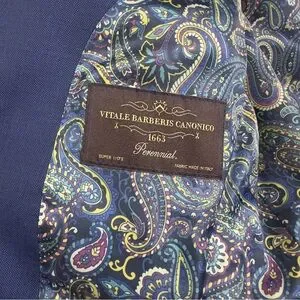 VITALE BARBERIS CANONICO
1663
Perennial.
SUPER 110'S
FABRIC MADE IN ITALY